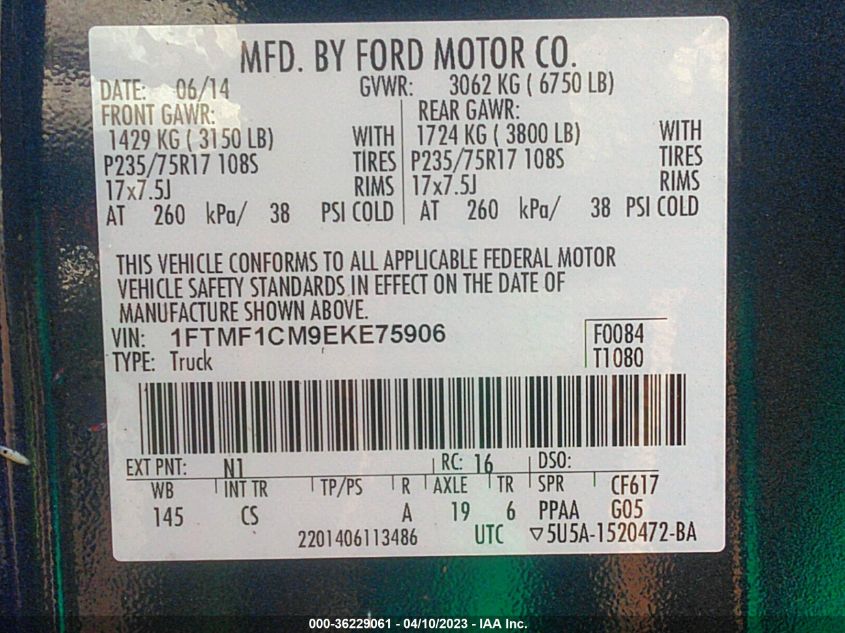 MFD. BY FORD MOTOR CO.
DATE: 06/14 GVWR: 3062 KG ( 6750 LB)
FRONT GAWR: REAR GAWR:
1429 KG ( 3150 LB) WITH 1724 KG ( 3800 LB) WITH
P235/75R17 108S TIRES P235/75R17 108S TIRES
17x7.5J RIMS 17x7.5J RIMS
AT 260 kPa/ 38 PSI COLD AT 260 kPa/ 38 PSI COLD
THIS VEHICLE CONFORMS TO ALL APPLICABLE FEDERAL MOTOR
VEHICLE SAFETY STANDARDS IN EFFECT ON THE DATE OF
MANUFACTURE SHOWN ABOVE.
VIN: 1FTMF1CM9EKE75906 F0084
TYPE: Truck T1080
EXT PNT: N1 RC: 16 DSO:
WB INT TR TP/PS R AXLE TR SPR CF617
145 CS A 19 6 PPAA G05
2201406113486 UTC ▽5U5A-1520472-BA
000-36229061 - 04/10/2023 - IAA Inc.